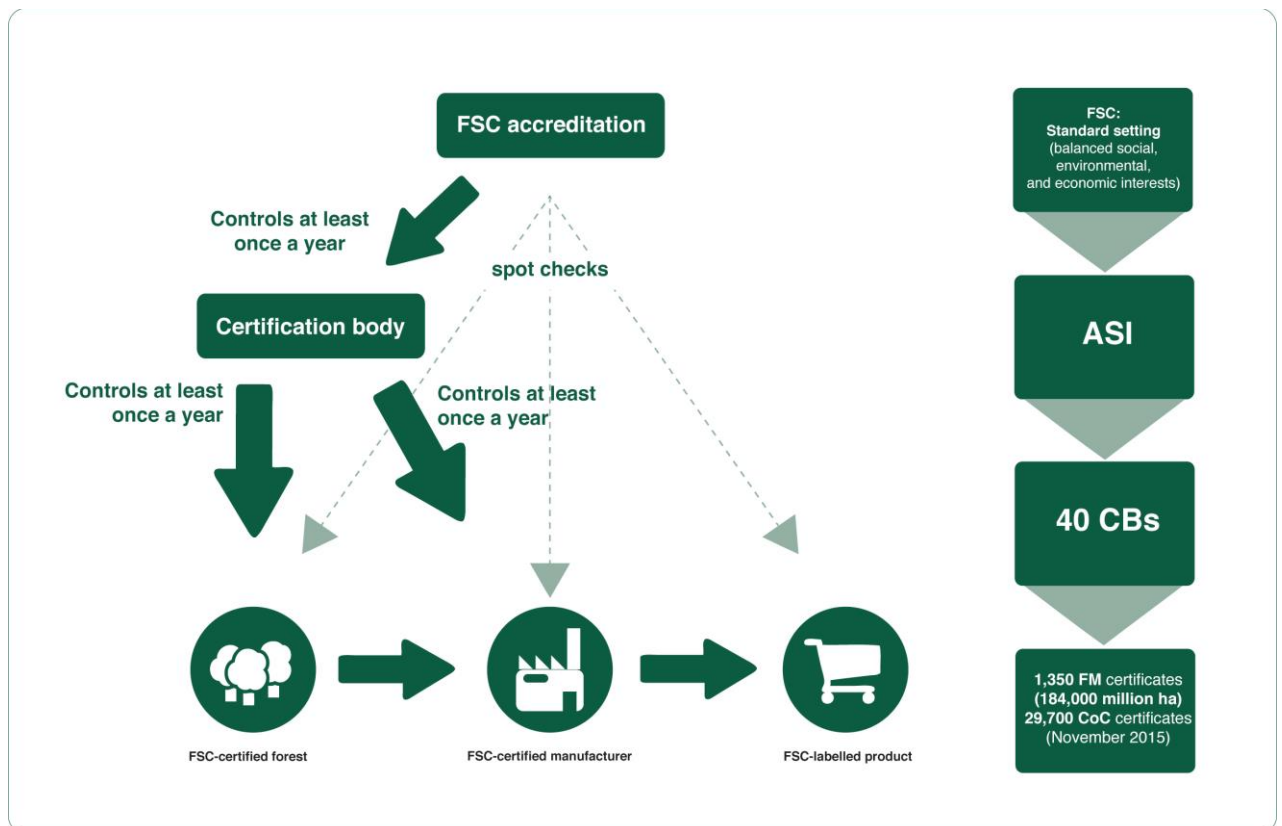 FSC accreditation
Controls at least
once a year
spot checks
Certification body
Controls at least
once a year
Controls at least
once a year
FSC-certified forest
FSC-certified manufacturer
FSC-labelled product
FSC:
Standard setting
(balanced social,
environmental,
and economic interests)
ASI
40 CBs
1,350 FM certificates
(184,000 million ha)
29,700 CoC certificates
(November 2015)